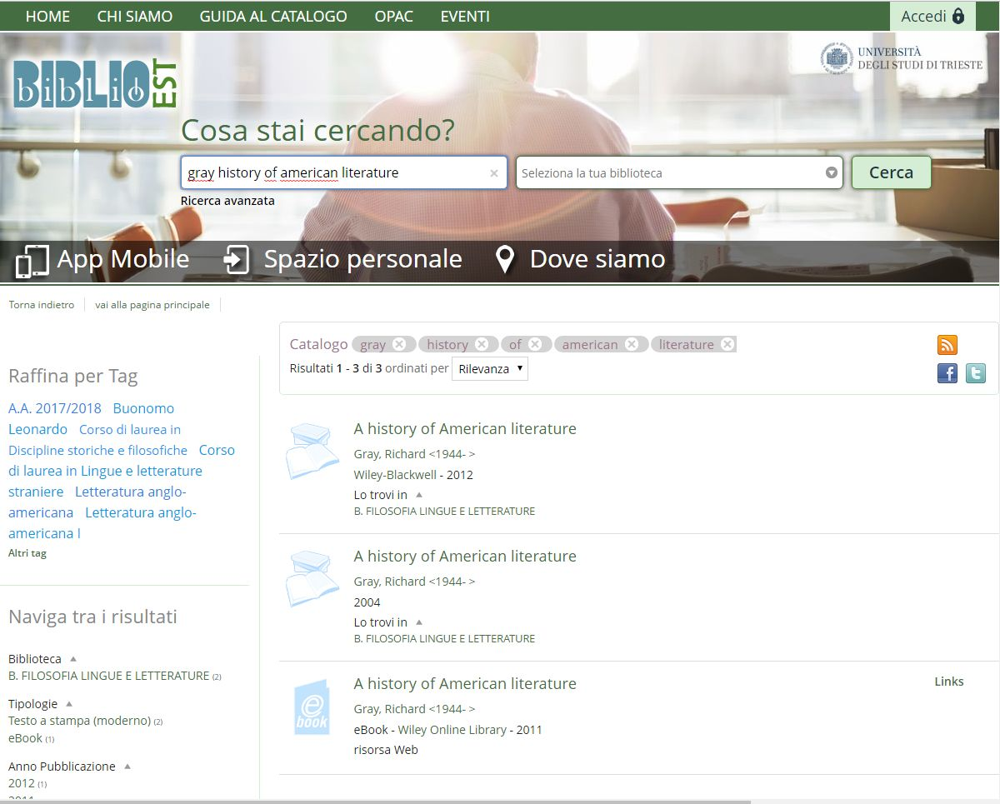 HOME CHI SIAMO GUIDA AL CATALOGO OPAC EVENTI Accedi
UNIVERSITÀ
DEGLI STUDI DI TRIESTE
BIBLIO EST
biblio
Cosa stai cercando?
gray history of american literature × Seleziona la tua biblioteca Cerca
Ricerca avanzata
App Mobile Spazio personale Dove siamo
Torna indietro vai alla pagina principale
Catalogo gray history of american literature
Risultati 1 - 3 di 3 ordinati per Rilevanza
Raffina per Tag
A.A. 2017/2018 Buonomo
Leonardo Corso di laurea in
Discipline storiche e filosofiche Corso
di laurea in Lingue e letterature
straniere Letteratura anglo-
americana Letteratura anglo-
americana I
Altri tag
Naviga tra i risultati
Biblioteca
B. FILOSOFIA LINGUE E LETTERATURE (2)
Tipologie
Testo a stampa (moderno) (2)
eBook (1)
Anno Pubblicazione
2012 (1)
2011
A history of American literature
Gray, Richard <1944- >
Wiley-Blackwell - 2012
Lo trovi in
B. FILOSOFIA LINGUE E LETTERATURE
A history of American literature
Gray, Richard <1944- >
2004
Lo trovi in
B. FILOSOFIA LINGUE E LETTERATURE
e book
A history of American literature Links
Gray, Richard <1944- >
eBook - Wiley Online Library - 2011
risorsa Web